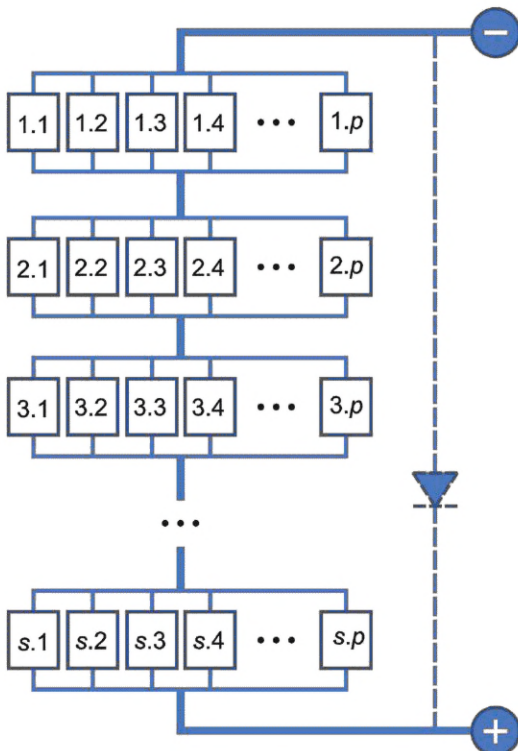 −
1.1 1.2 1.3 1.4 ••• 1.p
2.1 2.2 2.3 2.4 ••• 2.p
3.1 3.2 3.3 3.4 ••• 3.p
•••
s.1 s.2 s.3 s.4 ••• s.p
+